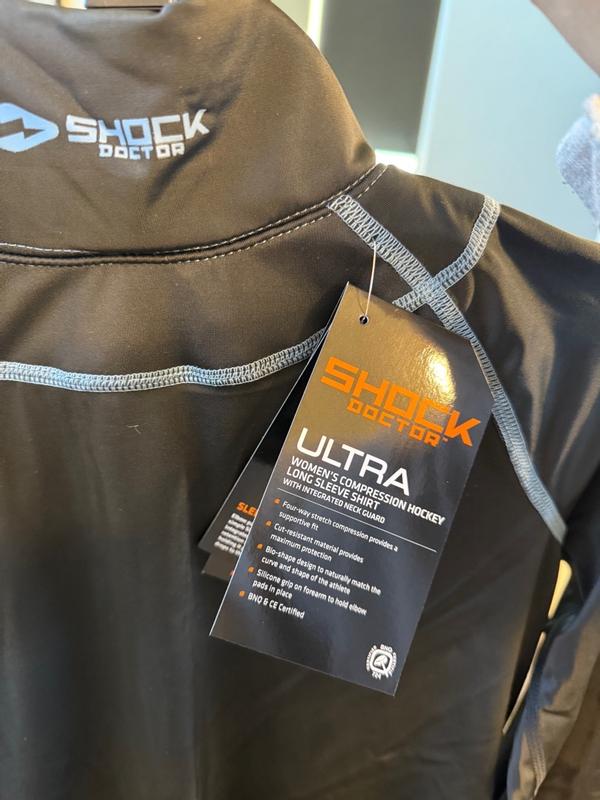 SHOCK
DOCTOR
SHOCK
DOCTOR
ULTRA
WOMEN'S COMPRESSION HOCKEY
LONG SLEEVE SHIRT
WITH INTEGRATED NECK GUARD
Four-way stretch compression provides a
supportive fit
Cut-resistant material provides
maximum protection
Bio-shape design to naturally match the
curve and shape of the athlete
Silicone grip on forearm to hold elbow
pads in place
BNQ & CE Certified
BNQ